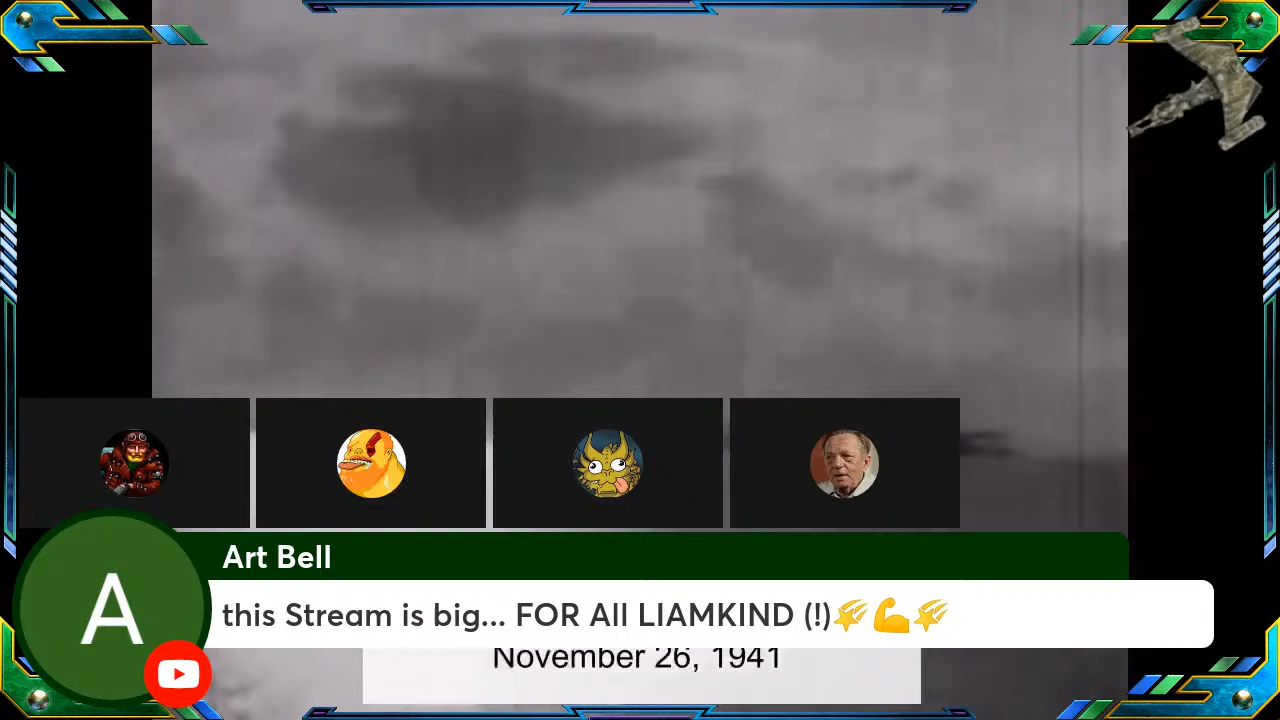 Art Bell
this Stream is big... FOR All LIAMKIND (!)🌠💪🌠
A
November 26, 1941